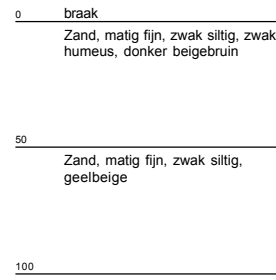 0 braak
Zand, matig fijn, zwak siltig, zwak
humeus, donker beigebruin
50
Zand, matig fijn, zwak siltig,
geelbeige
100